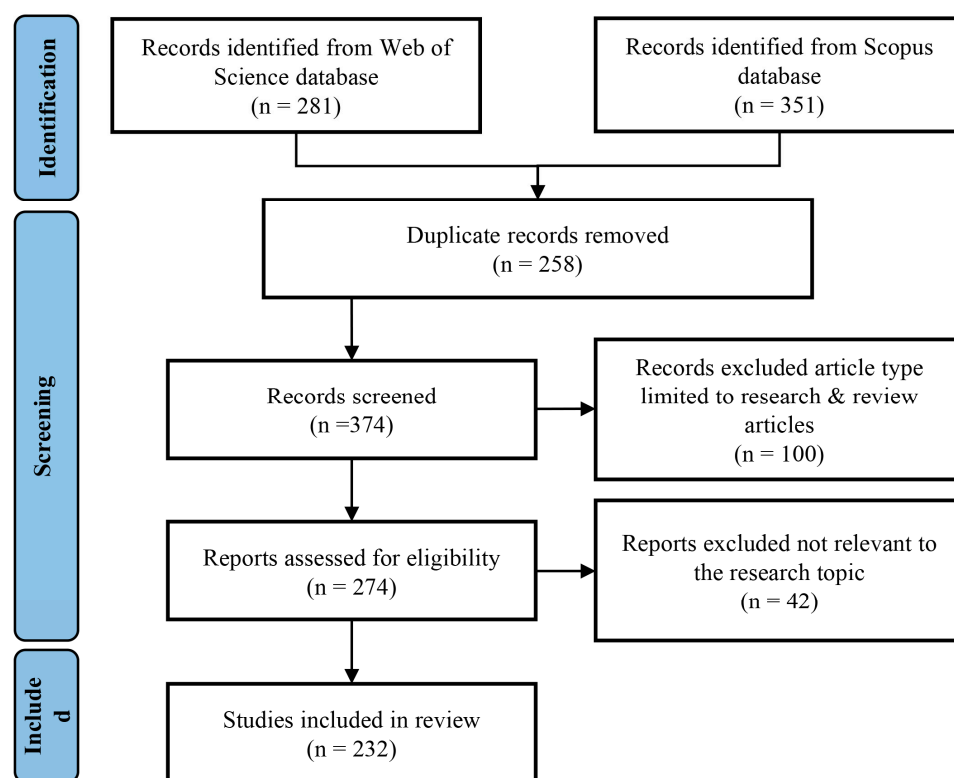 Identification
Records identified from Web of
Science database
(n = 281)
Records identified from Scopus
database
(n = 351)
Screening
Duplicate records removed
(n = 258)
Records screened
(n =374)
Records excluded article type
limited to research & review
articles
(n = 100)
Reports assessed for eligibility
(n = 274)
Reports excluded not relevant to
the research topic
(n = 42)
Include
d
Studies included in review
(n = 232)